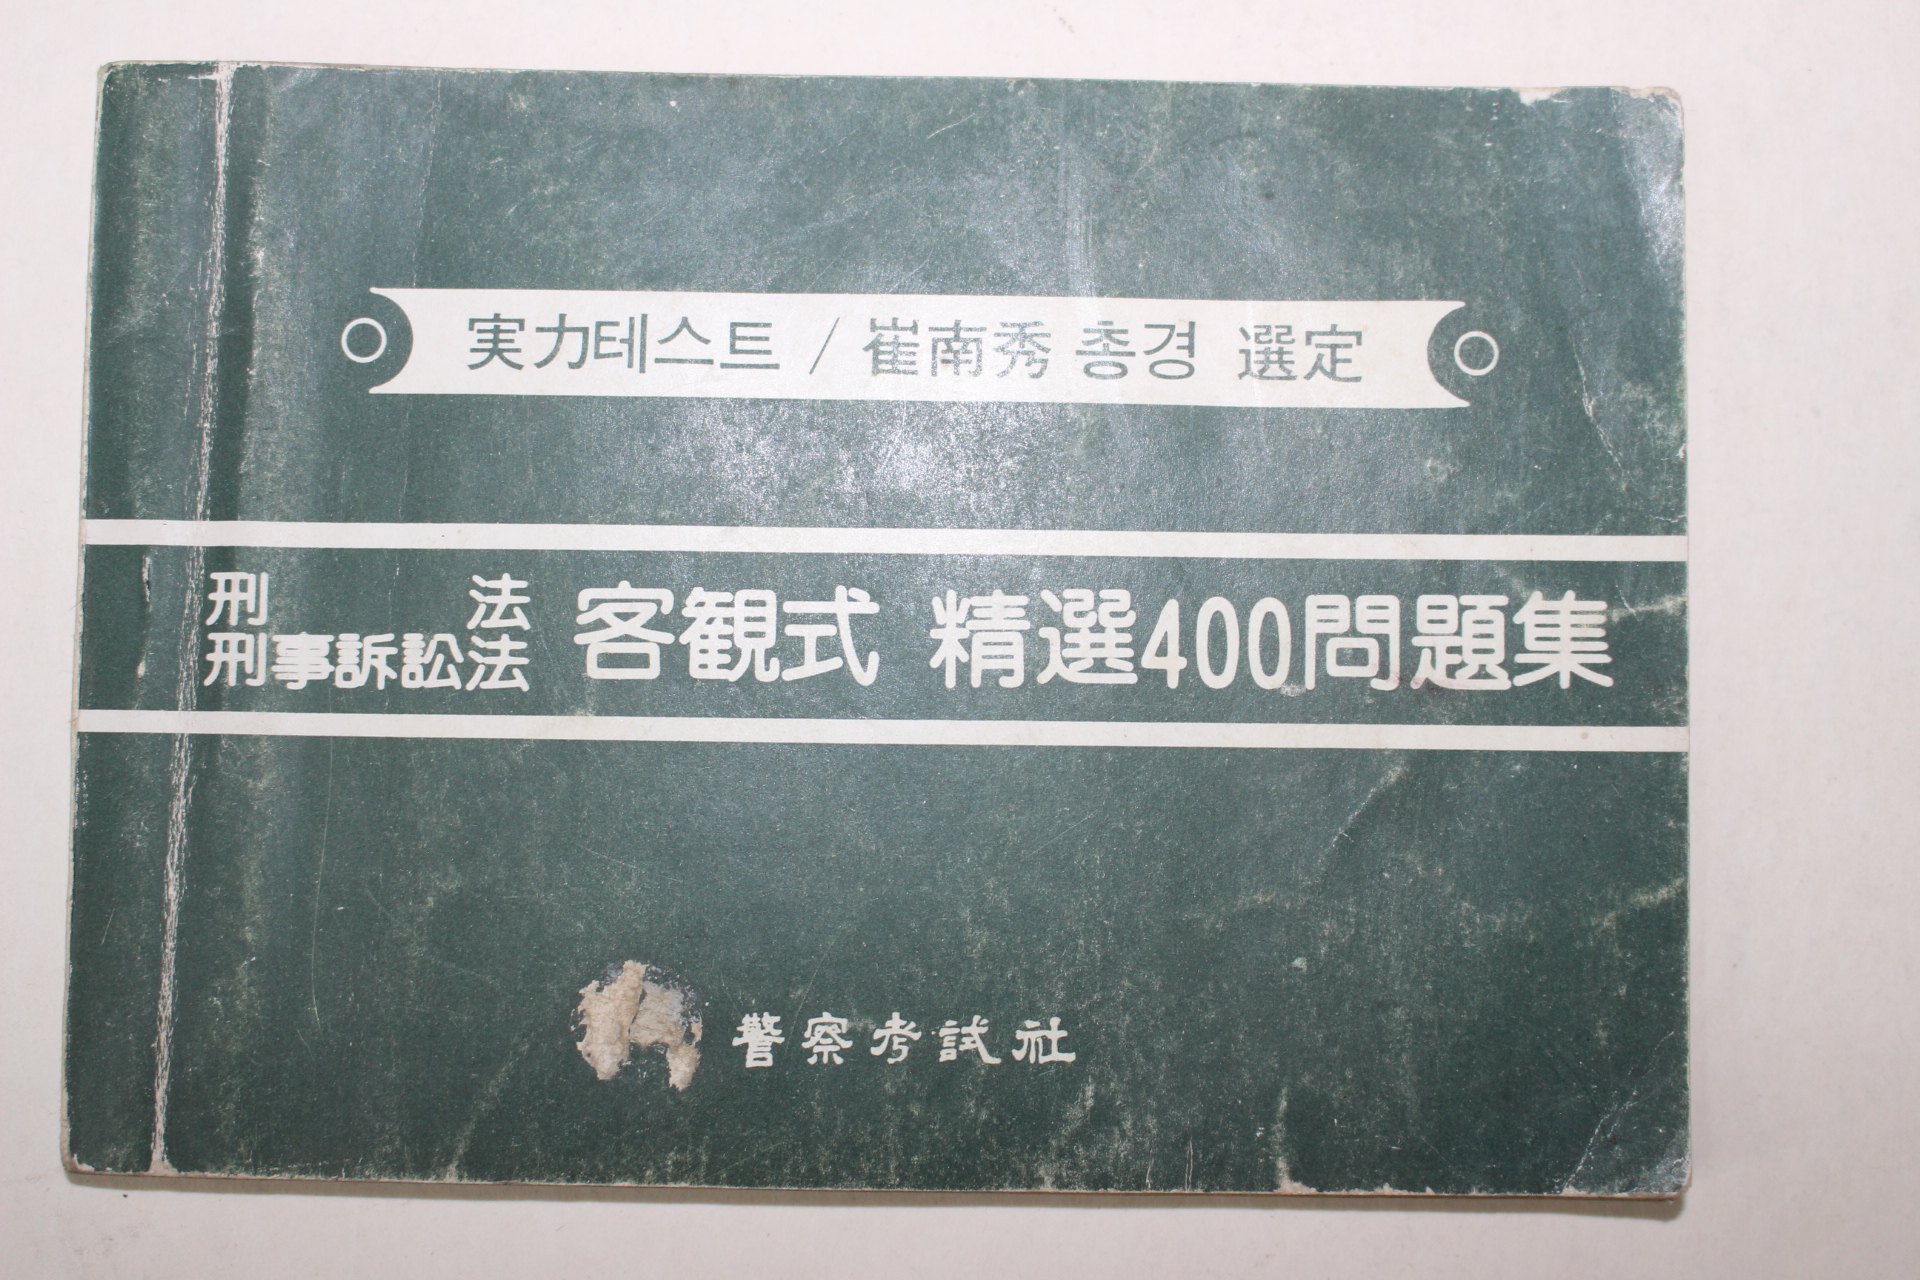 実力테스트 / 崔南秀 총경 選定
刑 法
刑事訴訟法
客観式 精選400問題集
警察考試社